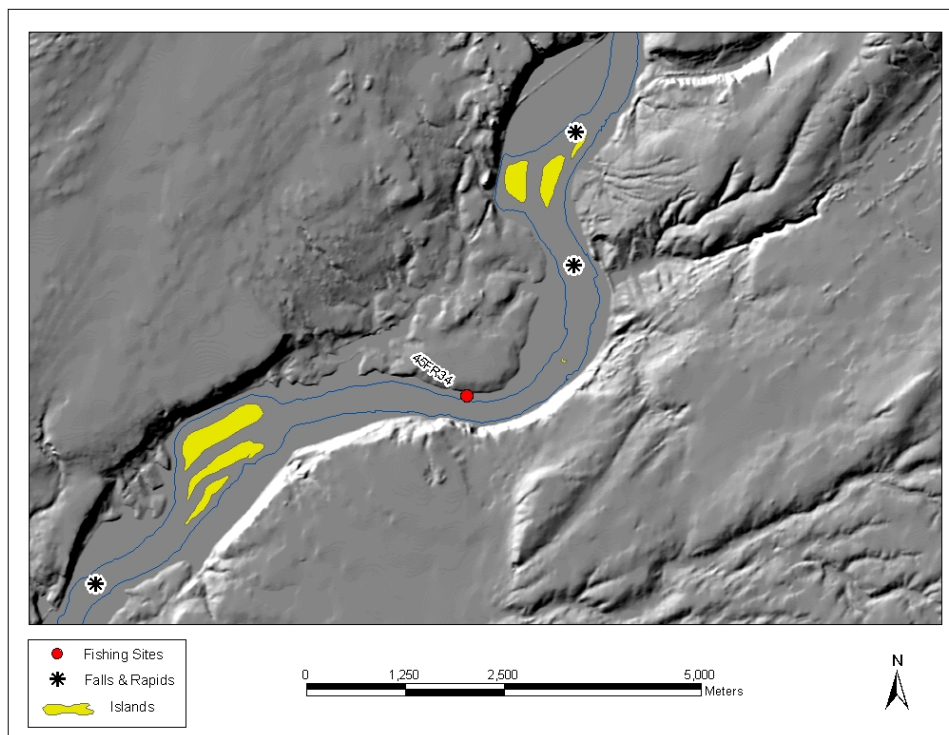 45FR34
Fishing Sites
Falls & Rapids
Islands
0 1,250 2,500 5,000
Meters
N